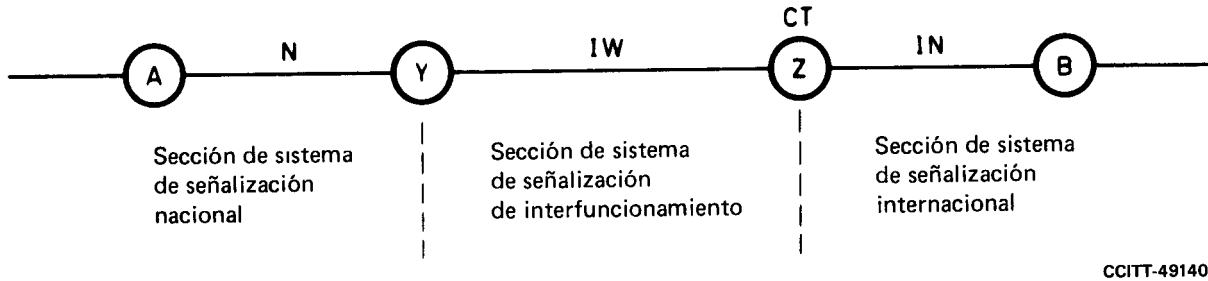 CT
N
IW
IN
A
Y
Z
B
Sección de sistema
de señalización
nacional
Sección de sistema
de señalización
de interfuncionamiento
Sección de sistema
de señalización
internacional
CCITT-49140